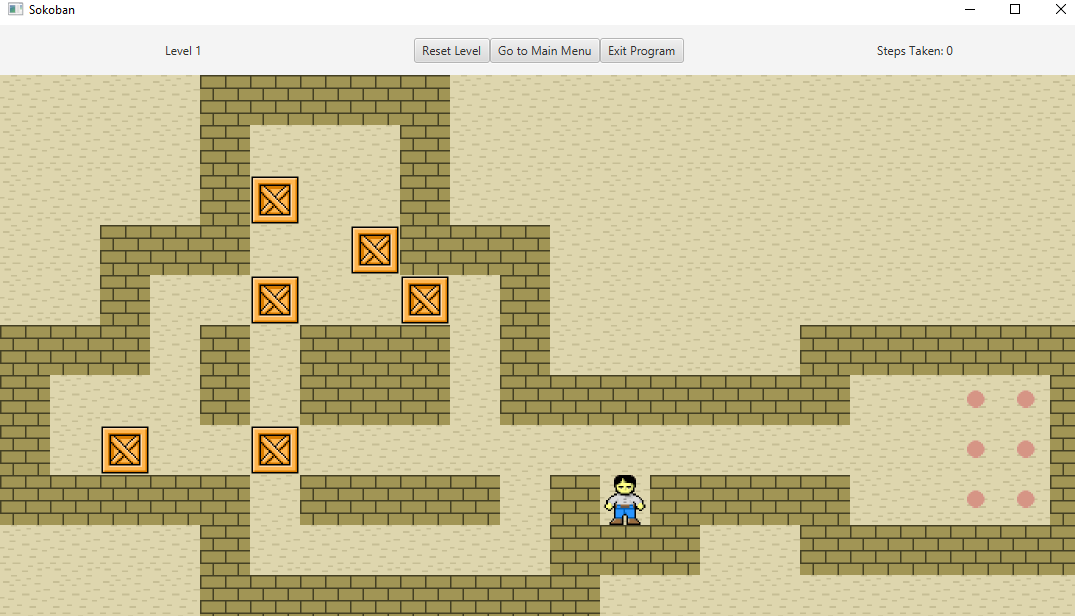 Sokoban
Level 1
Reset Level
Go to Main Menu
Exit Program
Steps Taken: 0